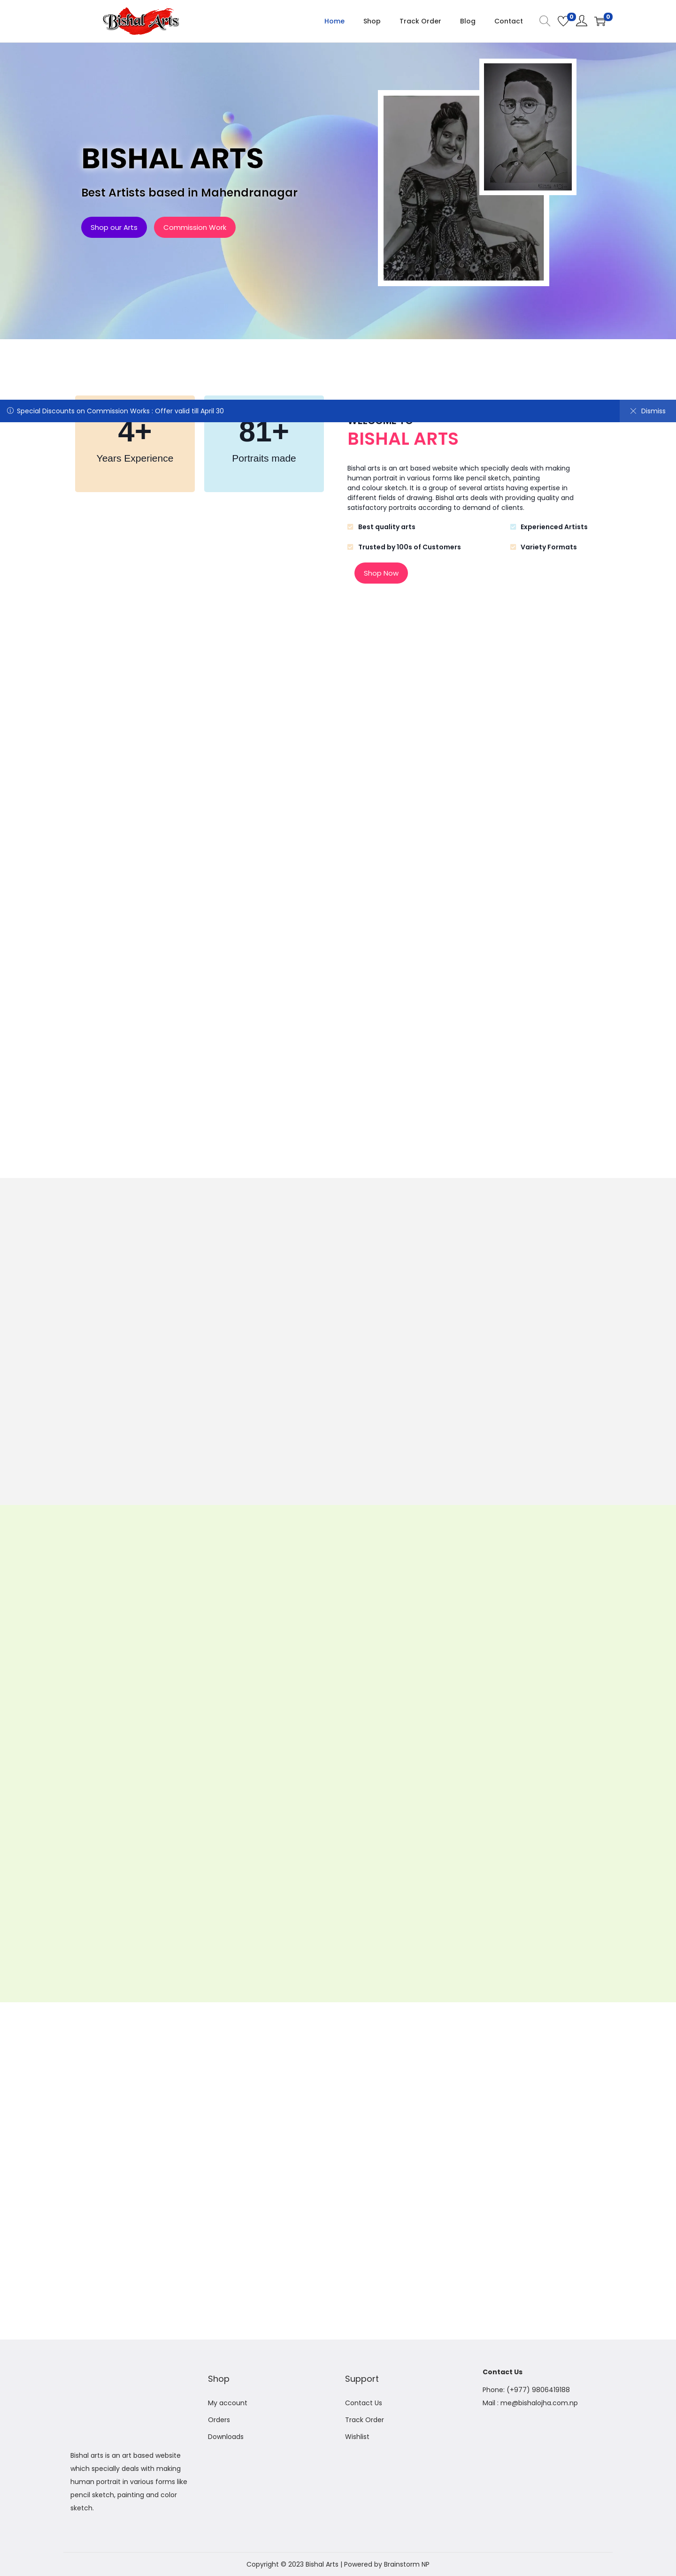 Bishal Arts
Home Shop Track Order Blog Contact 0 0
BISHAL ARTS
Best Artists based in Mahendranagar
Shop our Arts Commission Work
Special Discounts on Commission Works : Offer valid till April 30 Dismiss
4+
Years Experience
81+
Portraits made
WELCOME TO
BISHAL ARTS
Bishal arts is an art based website which specially deals with making
human portrait in various forms like pencil sketch, painting
and colour sketch. It is a group of several artists having expertise in
different fields of drawing. Bishal arts deals with providing quality and
satisfactory portraits according to demand of clients.
Best quality arts Experienced Artists
Trusted by 100s of Customers Variety Formats
Shop Now
Bishal arts is an art based website
which specially deals with making
human portrait in various forms like
pencil sketch, painting and color
sketch.
Shop
My account
Orders
Downloads
Support
Contact Us
Track Order
Wishlist
Contact Us
Phone: (+977) 9806419188
Mail : me@bishalojha.com.np
Copyright © 2023 Bishal Arts | Powered by Brainstorm NP